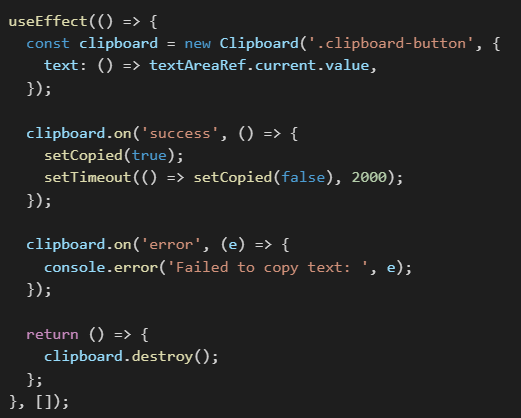 useEffect(() => {
  const clipboard = new Clipboard('.clipboard-button', {
    text: () => textAreaRef.current.value,
  });

  clipboard.on('success', () => {
    setCopied(true);
    setTimeout(() => setCopied(false), 2000);
  });

  clipboard.on('error', (e) => {
    console.error('Failed to copy text: ', e);
  });

  return () => {
    clipboard.destroy();
  };
}, []);